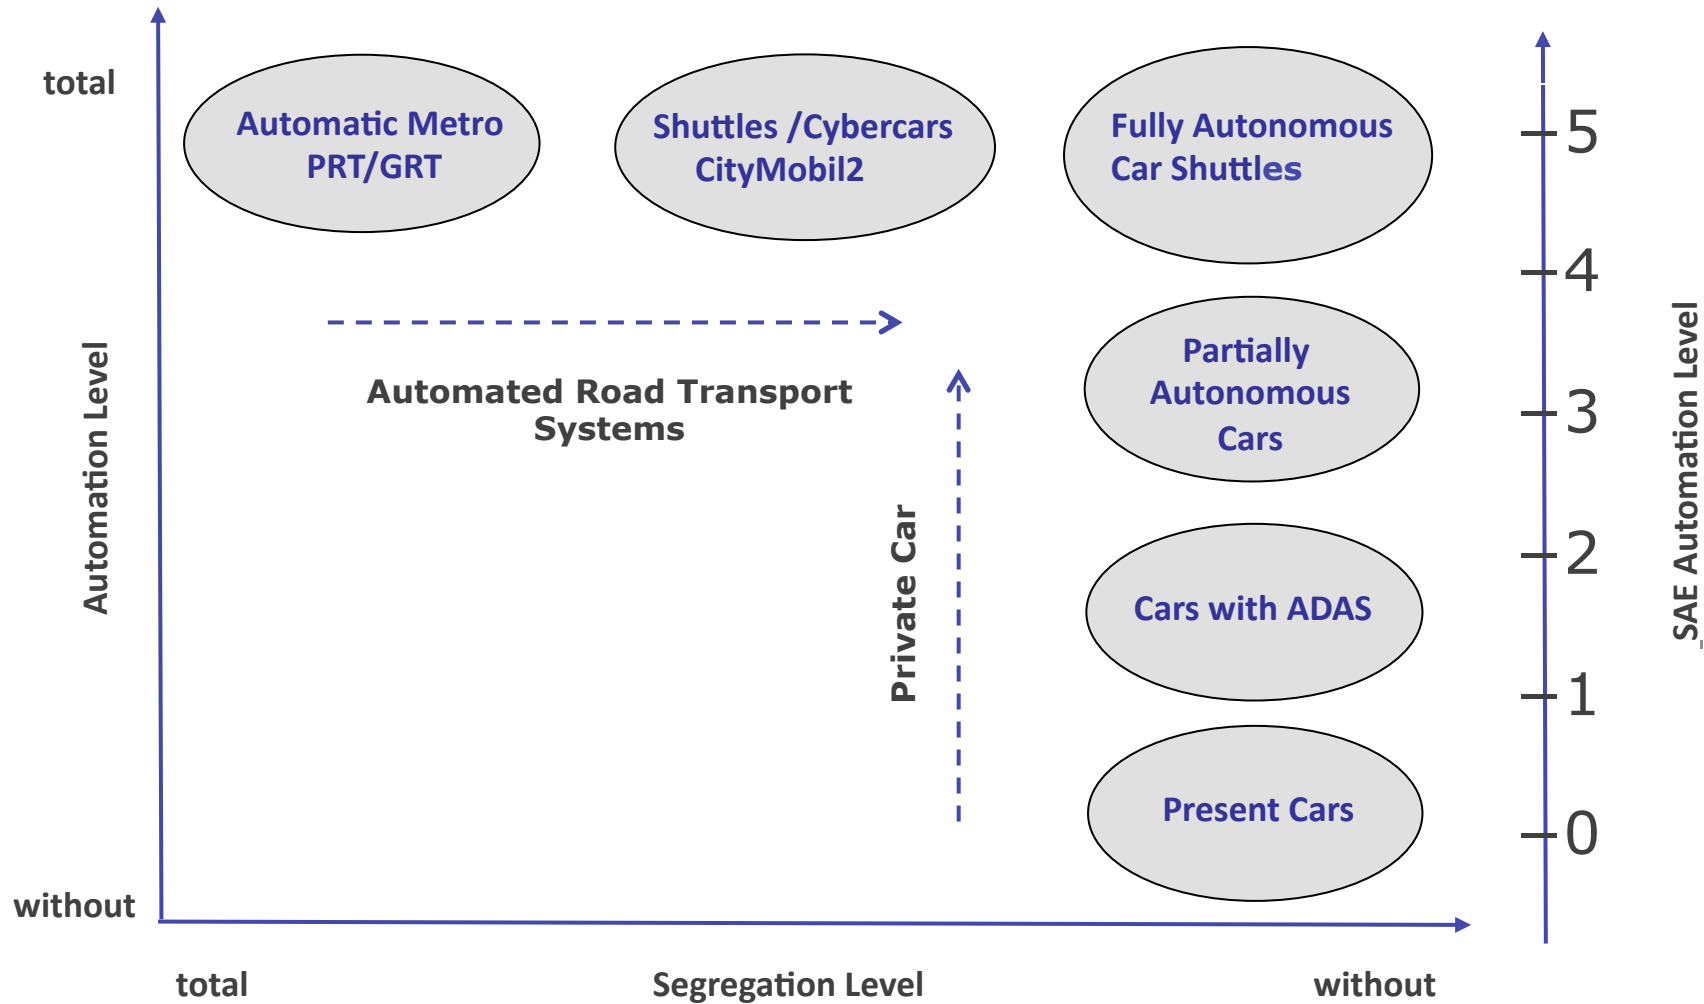 total
Automatic Metro
PRT/GRT
Shuttles /Cybercars
CityMobil2
Fully Autonomous
Car Shuttles
5
4
Automated Road Transport
Systems
Partially
Autonomous
Cars
3
Automation Level
Private Car
SAE Automation Level
2
Cars with ADAS
1
Present Cars
0
without
total
Segregation Level
without